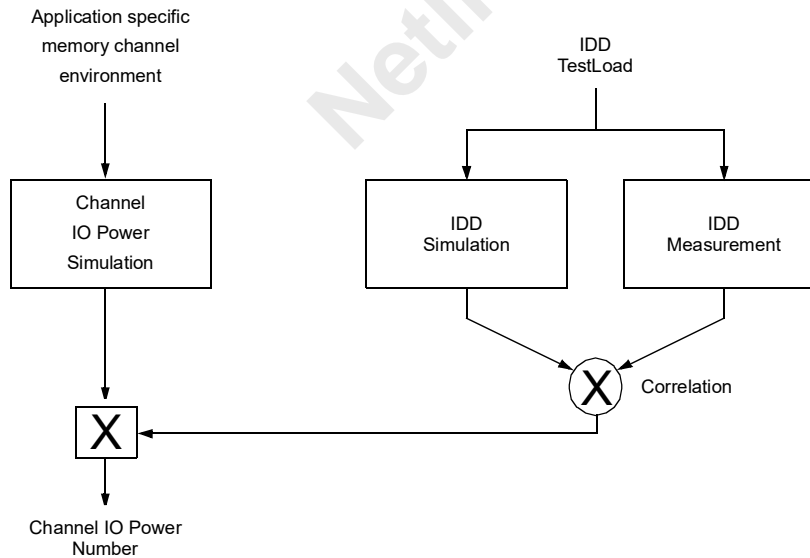 Application specific
memory channel
environment
IDD
TestLoad
Channel
IO Power
Simulation
IDD
Simulation
IDD
Measurement
X
Correlation
X
Channel IO Power
Number